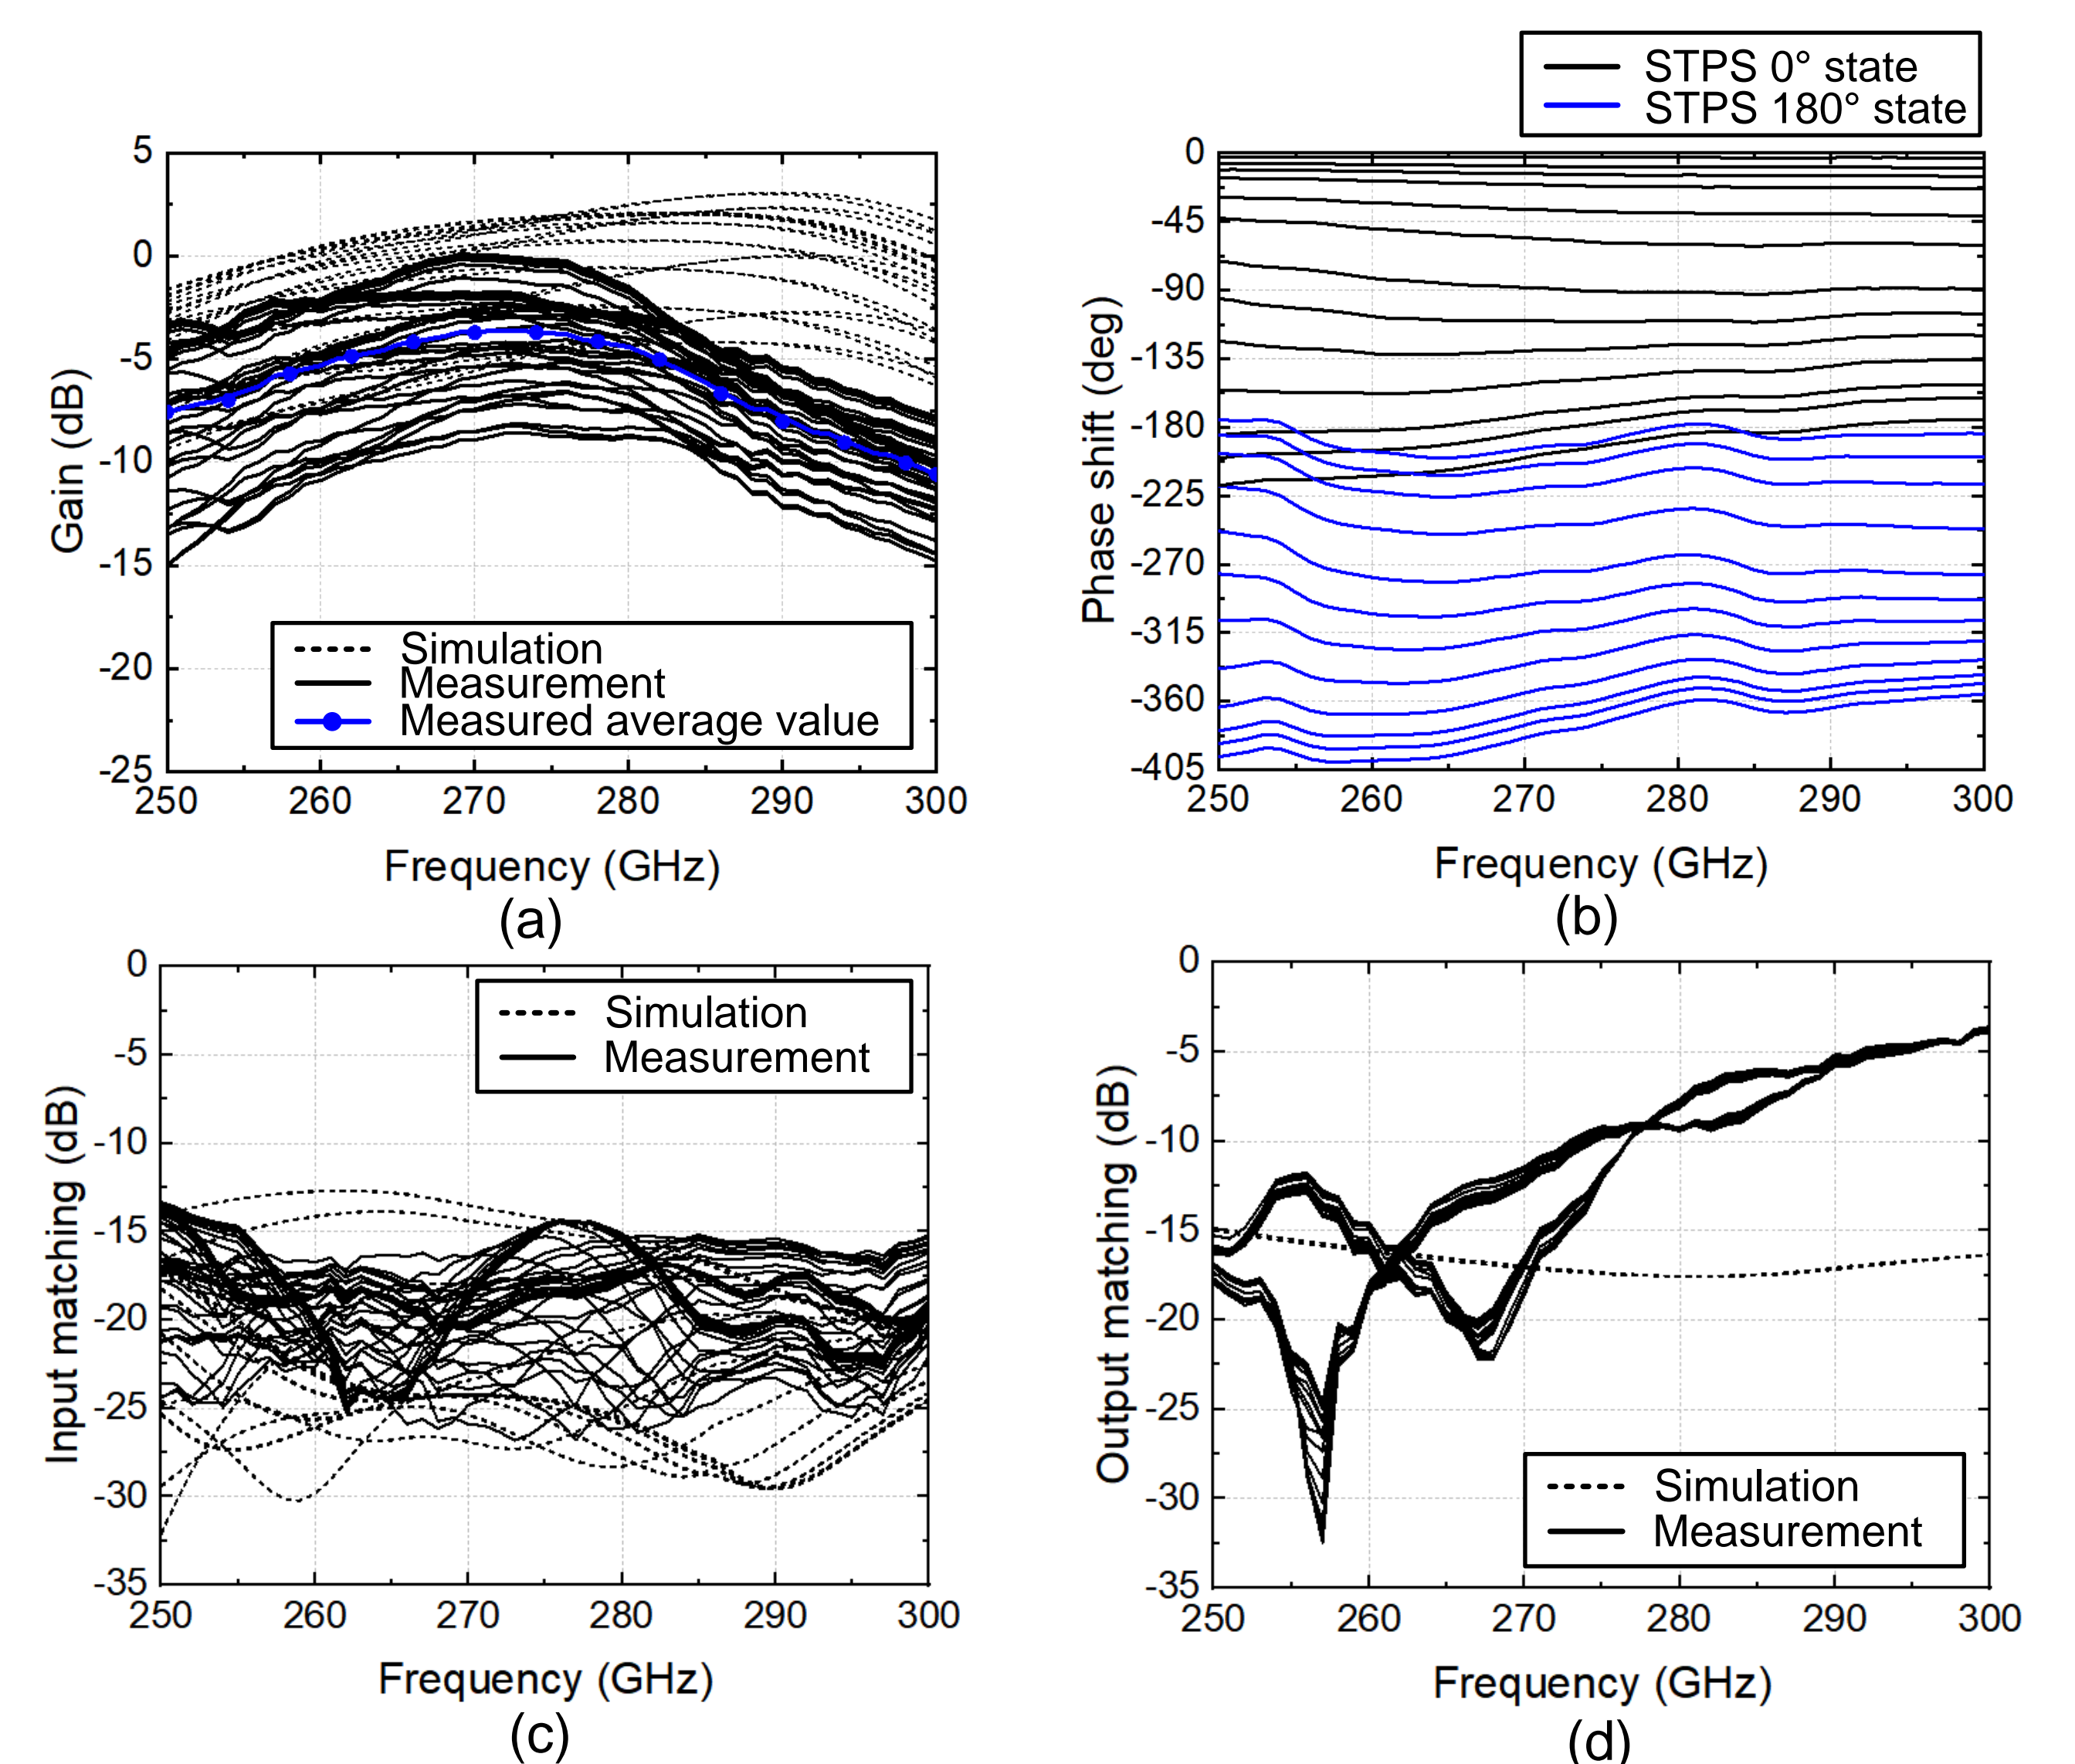 STPS 0° state
STPS 180° state
5
0
-5
-10
-15
-20
-25
Gain (dB)
Simulation
Measurement
Measured average value
250 260 270 280 290 300
Frequency (GHz)
(a)
0
-45
-90
-135
-180
-225
-270
-315
-360
-405
Phase shift (deg)
250 260 270 280 290 300
Frequency (GHz)
(b)
0
-5
-10
-15
-20
-25
-30
-35
Input matching (dB)
Simulation
Measurement
250 260 270 280 290 300
Frequency (GHz)
(c)
0
-5
-10
-15
-20
-25
-30
-35
Output matching (dB)
Simulation
Measurement
250 260 270 280 290 300
Frequency (GHz)
(d)